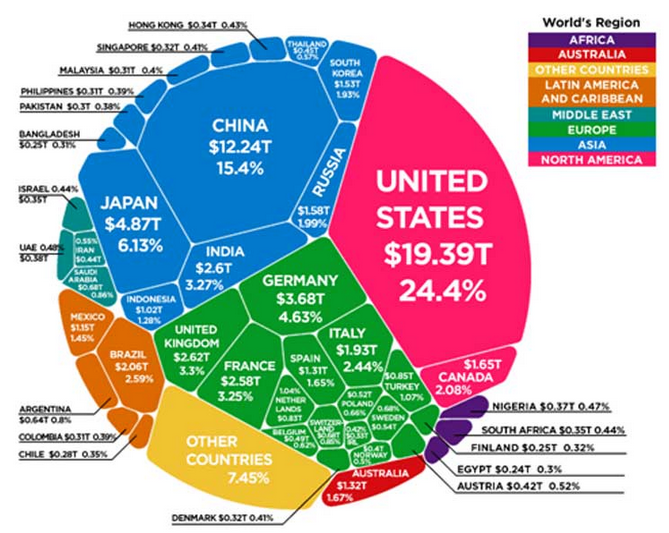 HONG KONG $0.34T 0.43%
SINGAPORE $0.32T 0.41%
MALAYSIA $0.31T 0.4%
PHILIPPINES $0.31T 0.39%
PAKISTAN $0.3T 0.38%
BANGLADESH
$0.25T 0.31%
ISRAEL 0.44%
$0.35T
UAE 0.48%
$0.38T
THAILAND
$0.45T
0.57%
SOUTH
KOREA
$1.53T
1.93%
CHINA
$12.24T
15.4%
RUSSIA
$1.58T
1.99%
JAPAN
$4.87T
6.13%
INDIA
$2.6T
3.27%
INDONESIA
$1.02T
1.28%
0.55%
IRAN
$0.44T
SAUDI
ARABIA
$0.68T
0.86%
UNITED
STATES
$19.39T
24.4%
$1.65T
CANADA
2.08%
World's Region
AFRICA
AUSTRALIA
OTHER COUNTRIES
LATIN AMERICA
AND CARIBBEAN
MIDDLE EAST
EUROPE
ASIA
NORTH AMERICA
GERMANY
$3.68T
4.63%
UNITED
KINGDOM
$2.62T
3.3%
FRANCE
$2.58T
3.25%
ITALY
$1.93T
2.44%
SPAIN
$1.31T
1.65%
$0.85T
TURKEY
1.07%
1.04%
NETHER
LANDS
$0.83T
$0.52T
POLAND
0.66%
0.68%
SWEDEN
$0.54T
BELGIUM
$0.49T
0.62%
SWITZER
LAND
$0.68T
0.85%
0.42%
$0.33T
IRL
$0.4T
NORWAY
0.5%
MEXICO
$1.15T
1.45%
BRAZIL
$2.06T
2.59%
ARGENTINA
$0.64T 0.8%
COLOMBIA $0.31T 0.39%
CHILE $0.28T 0.35%
OTHER
COUNTRIES
7.45%
AUSTRALIA
$1.32T
1.67%
DENMARK $0.32T 0.41%
NIGERIA $0.37T 0.47%
SOUTH AFRICA $0.35T 0.44%
FINLAND $0.25T 0.32%
EGYPT $0.24T 0.3%
AUSTRIA $0.42T 0.52%